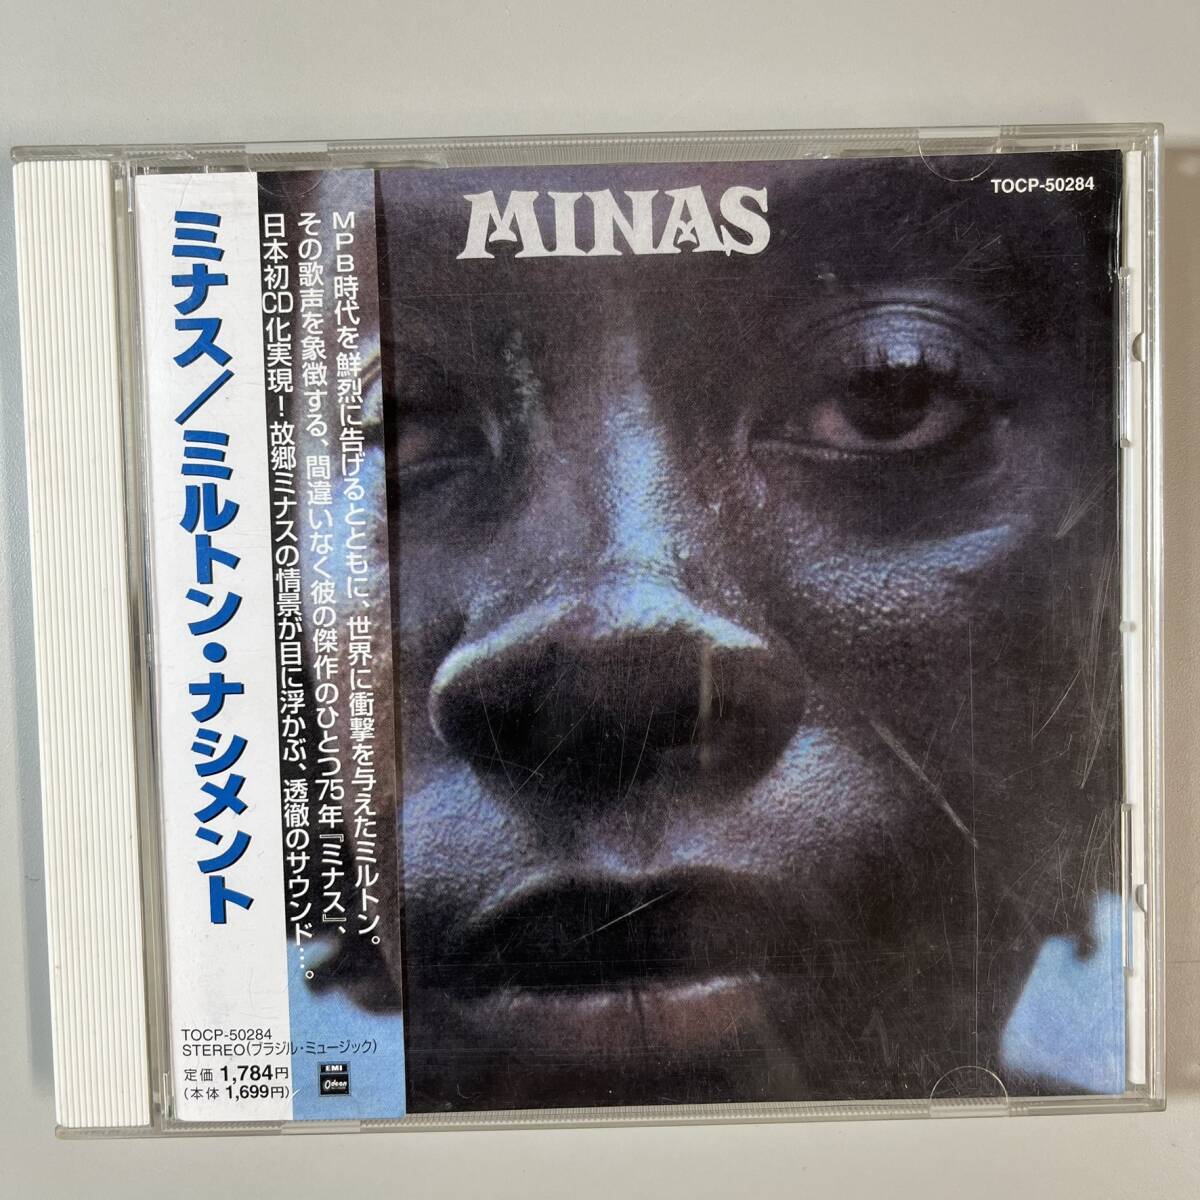 MINAS
TOCP-50284
ミナス/ミルトン・ナシメント
MPB時代を鮮烈に告げるとともに、世界に衝撃を与えたミルトン。
その歌声を象徴する、間違いなく彼の傑作のひとつ75年『ミナス』、
日本初CD化実現!故郷ミナスの情景が目に浮かぶ、透徹のサウンド…。
TOCP-50284
STEREO(ブラジル・ミュージック)
定価 1,784円
(本体 1,699円)
EMI
Odeon